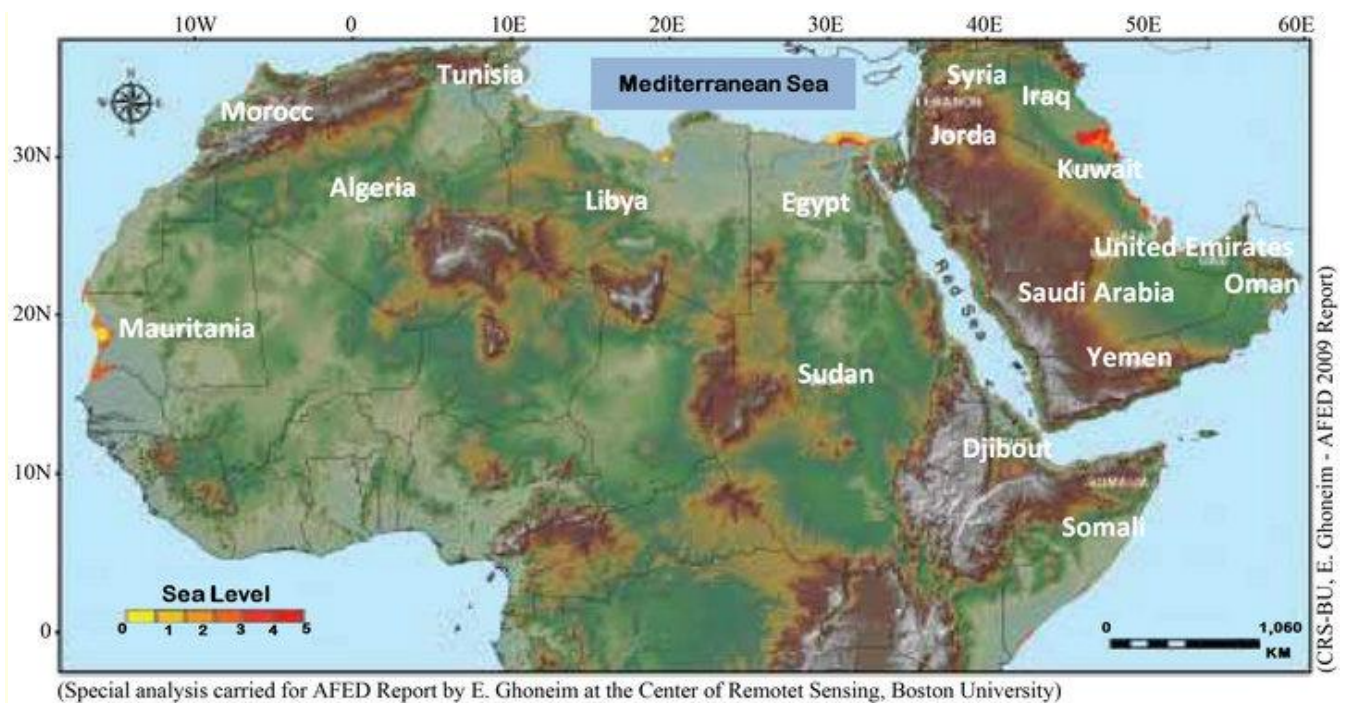 10W 0 10E 20E 30E 40E 50E 60E
N
W E
S
Tunisia
Mediterranean Sea
Syria
Iraq
LEBANON
Morocc
Jorda
30N
Kuwait
Algeria
Libya
Egypt
United Emirates
Red Sea
Oman
20N
Saudi Arabia
Mauritania
Yemen
Sudan
10N
Djibout
Somali
Sea Level
0 1 2 3 4 5
0
0 1,060
KM
(CRS-BU, E. Ghoneim - AFED 2009 Report)
(Special analysis carried for AFED Report by E. Ghoneim at the Center of Remotet Sensing, Boston University)